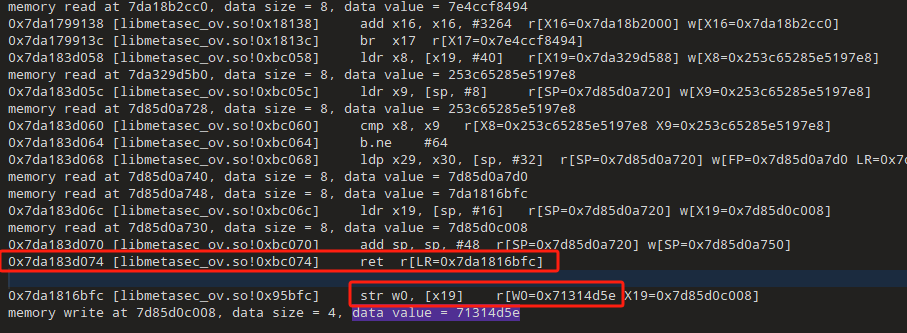 memory read at 7da18b2cc0, data size = 8, data value = 7e4ccf8494
0x7da1799138 [libmetasec_ov.so!0x18138] add x16, x16, #3264 r[X16=0x7da18b2000] w[X16=0x7da18b2cc0]
0x7da179913c [libmetasec_ov.so!0x1813c] br x17 r[X17=0x7e4ccf8494]
0x7da183d058 [libmetasec_ov.so!0xbc058] ldr x8, [x19, #40] r[X19=0x7da329d588] w[X8=0x253c65285e5197e8]
memory read at 7da329d5b0, data size = 8, data value = 253c65285e5197e8
0x7da183d05c [libmetasec_ov.so!0xbc05c] ldr x9, [sp, #8] r[SP=0x7d85d0a720] w[X9=0x253c65285e5197e8]
memory read at 7d85d0a728, data size = 8, data value = 253c65285e5197e8
0x7da183d060 [libmetasec_ov.so!0xbc060] cmp x8, x9 r[X8=0x253c65285e5197e8 X9=0x253c65285e5197e8]
0x7da183d064 [libmetasec_ov.so!0xbc064] b.ne #64
0x7da183d068 [libmetasec_ov.so!0xbc068] ldp x29, x30, [sp, #32] r[SP=0x7d85d0a720] w[FP=0x7d85d0a7d0 LR=0x7
memory read at 7d85d0a740, data size = 8, data value = 7d85d0a7d0
memory read at 7d85d0a748, data size = 8, data value = 7da1816bfc
0x7da183d06c [libmetasec_ov.so!0xbc06c] ldr x19, [sp, #16] r[SP=0x7d85d0a720] w[X19=0x7d85d0c008]
memory read at 7d85d0a730, data size = 8, data value = 7d85d0c008
0x7da183d070 [libmetasec_ov.so!0xbc070] add sp, sp, #48 r[SP=0x7d85d0a720] w[SP=0x7d85d0a750]
0x7da183d074 [libmetasec_ov.so!0xbc074] ret r[LR=0x7da1816bfc]
0x7da1816bfc [libmetasec_ov.so!0x95bfc] str w0, [x19] r[W0=0x71314d5e X19=0x7d85d0c008]
memory write at 7d85d0c008, data size = 4, data value = 71314d5e